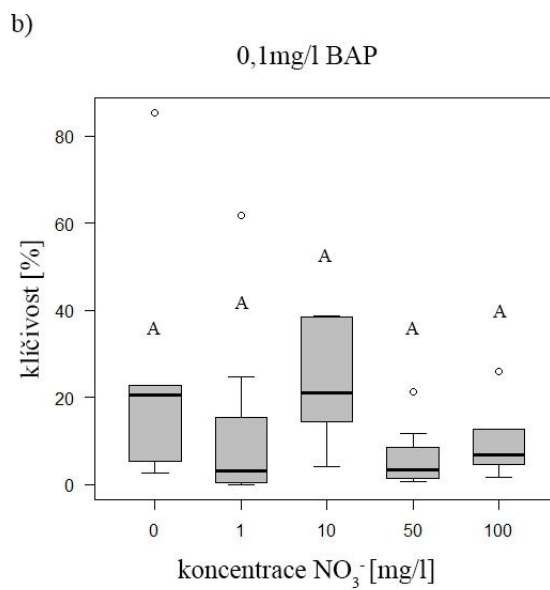 b)
0,1mg/l BAP
klíčivost [%]
80
60
40
20
0
A
A
A
A
A
0
1
10
50
100
koncentrace NO₃⁻ [mg/l]